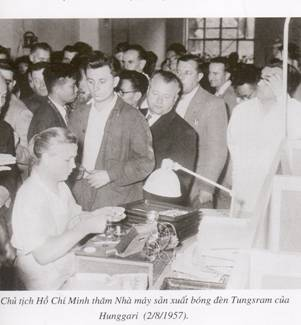 Chủ tịch Hồ Chí Minh thăm Nhà máy sản xuất bóng đèn Tungsram của
Hunggari (2/8/1957).